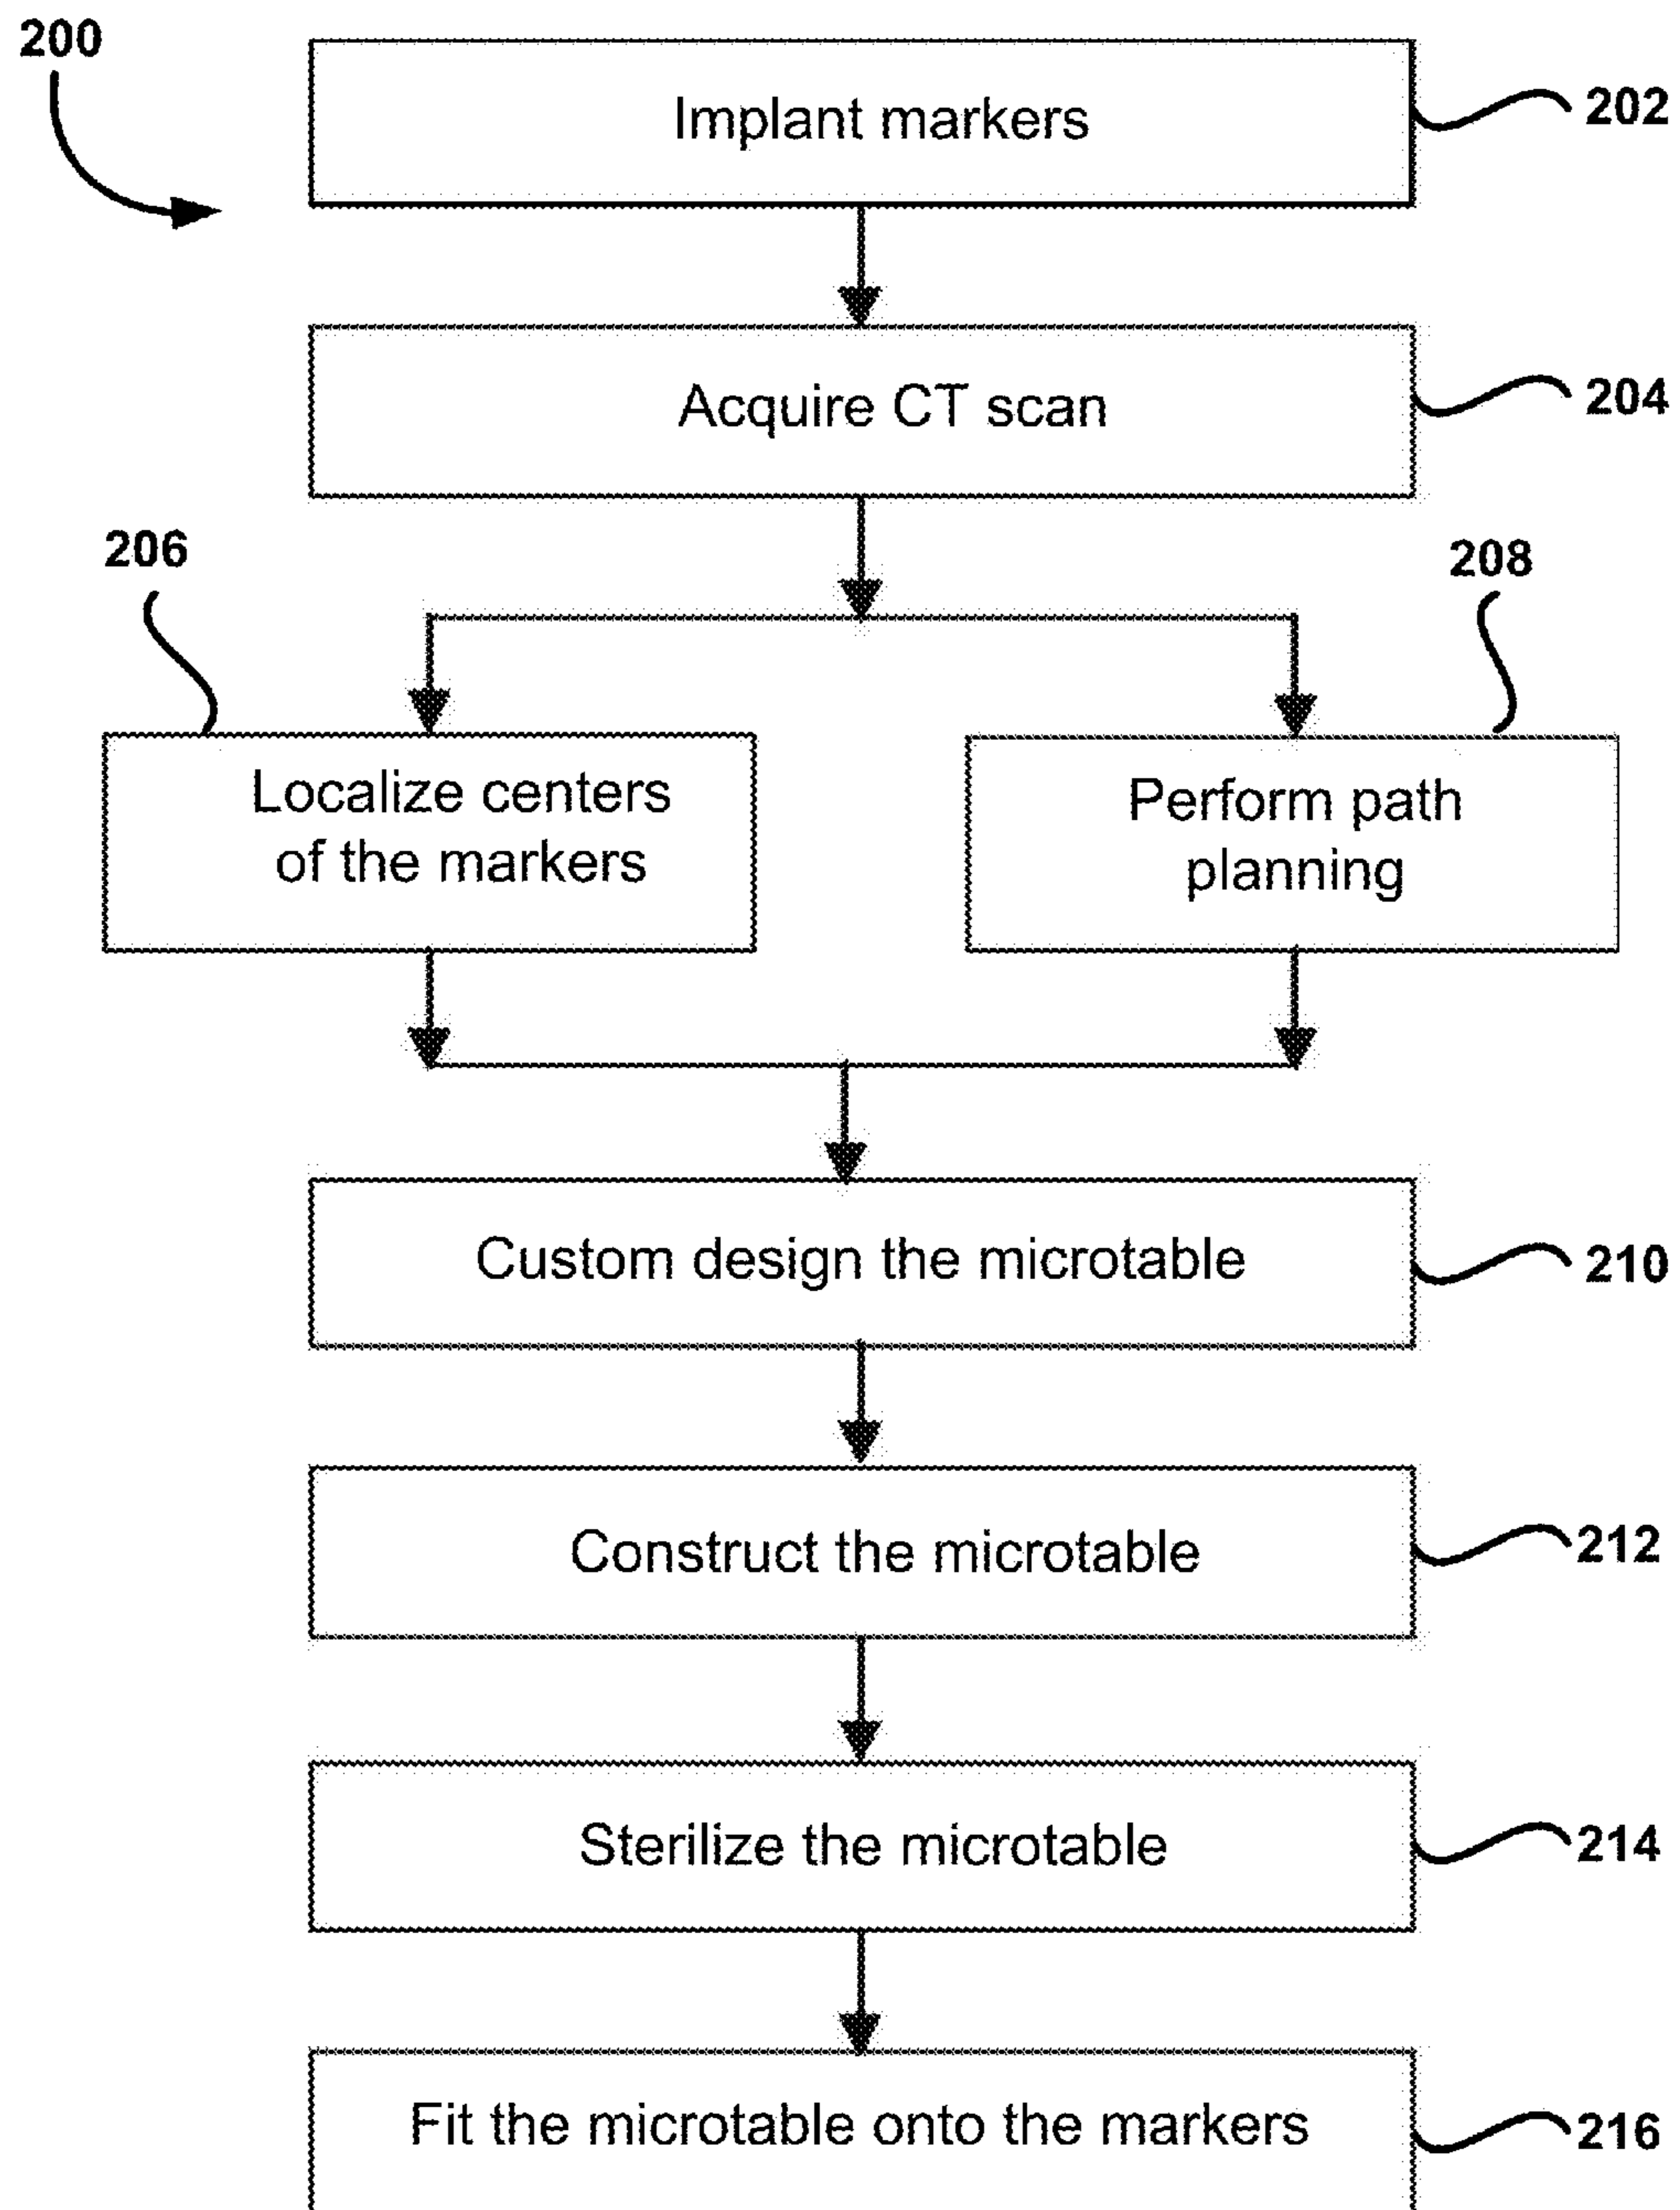 200
Implant markers
202
Acquire CT scan
204
206
208
Localize centers
of the markers
Perform path
planning
Custom design the microtable
210
Construct the microtable
212
Sterilize the microtable
214
Fit the microtable onto the markers
216